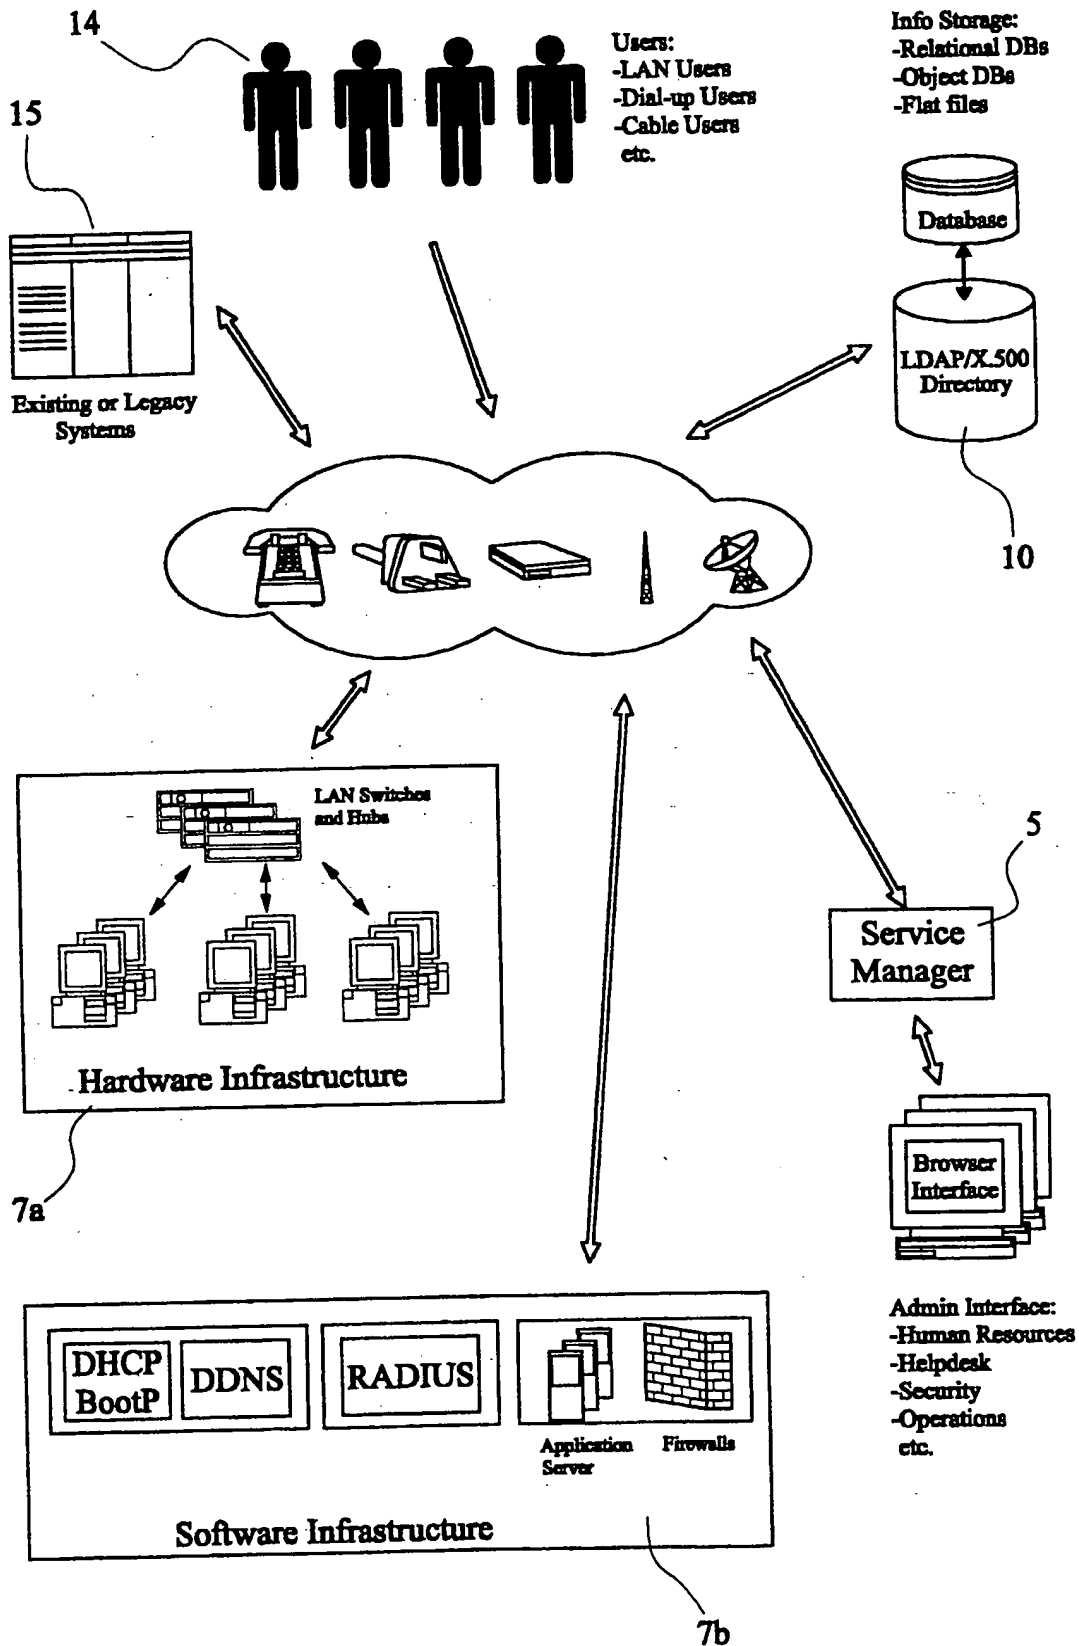 14
Users:
-LAN Users
-Dial-up Users
-Cable Users
etc.
Info Storage:
-Relational DBs
-Object DBs
-Flat files
15
Database
LDAP/X.500
Directory
Existing or Legacy
Systems
10
LAN Switches
and Hubs
5
Service
Manager
Hardware Infrastructure
7a
Browser
Interface
Admin Interface:
-Human Resources
-Helpdesk
-Security
-Operations
etc.
DHCP
BootP
DDNS
RADIUS
Application
Server
Firewalls
Software Infrastructure
7b